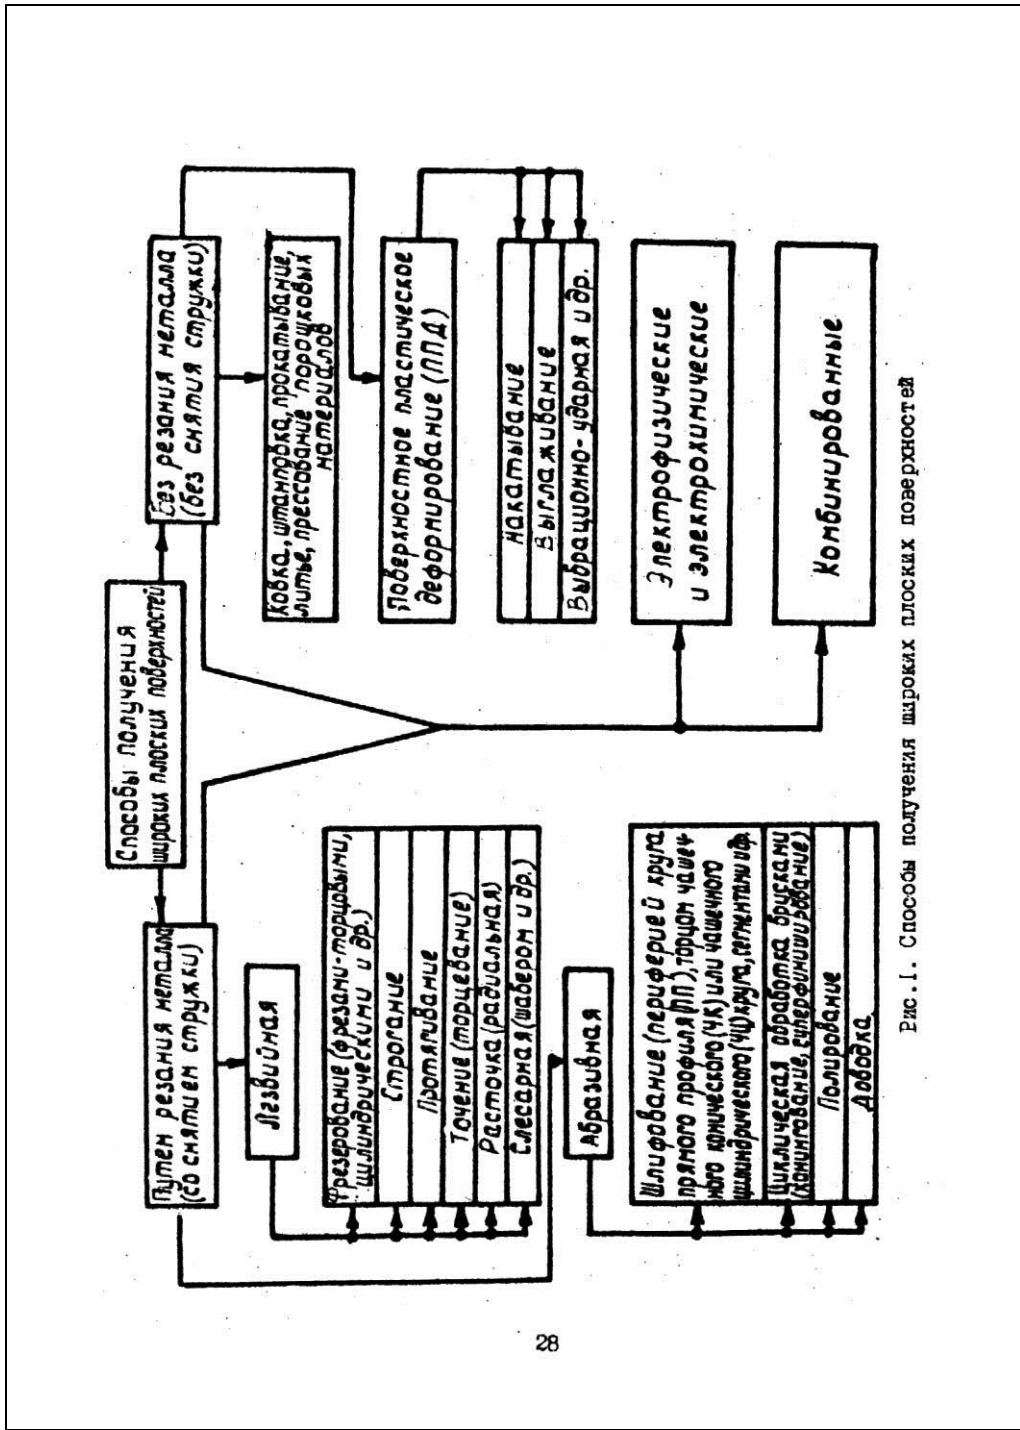 Способы получения
широких плоских поверхностей
Путем резания металла
(со снятием стружки)
Без резания металла
(без снятия стружки)
Лезвийная
Фрезерование (фрезами-торцовыми,
цилиндрическими и др.)
Строгание
Протягивание
Точение (торцевание)
Расточка (радиальная)
Слесарная (шабером и др.)
Абразивная
Шлифование (периферией круга
прямого профиля (ПП), торцом чашеч-
ного конического (ЧК) или чашечного
цилиндрического (ЧЦ) круга, сегментами и др.
Циклическая обработка брусками
(хонингование, суперфиниширование)
Полирование
Доводка
Ковка, штамповка, прокатывание,
литье, прессование порошковых
материалов
Поверхностное пластическое
деформирование (ППД)
Накатывание
Выглаживание
Выбрационно-ударная и др.
Электрофизические
и электрохимические
Комбинированные
Рис.I. Способы получения широких плоских поверхностей
28